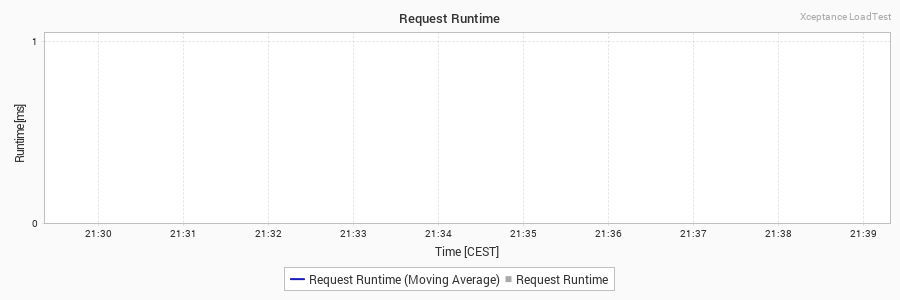 Request Runtime
Xceptance LoadTest
1
Runtime [ms]
0
21:30 21:31 21:32 21:33 21:34 21:35 21:36 21:37 21:38 21:39
Time [CEST]
Request Runtime (Moving Average) Request Runtime